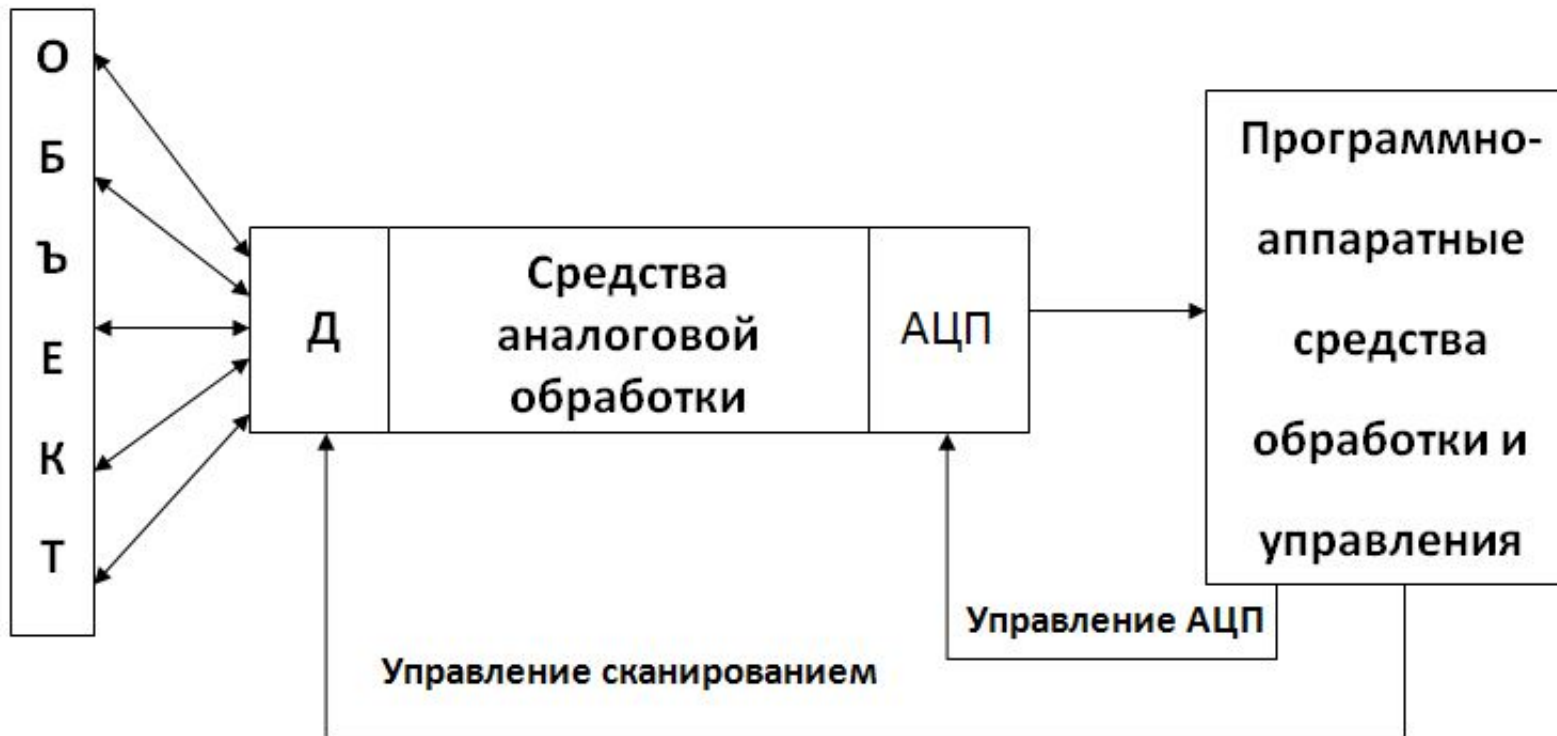 О
Б
Ъ
Е
К
Т
Д
Средства
аналоговой
обработки
АЦП
Программно-
аппаратные
средства
обработки и
управления
Управление АЦП
Управление сканированием